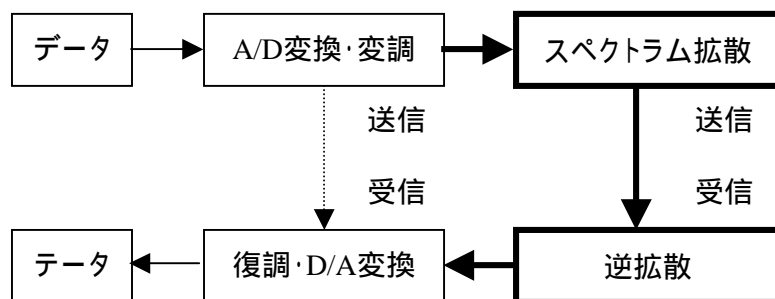 データ
A/D変換・変調
スペクトラム拡散
送信
送信
受信
受信
テータ
復調・D/A変換
逆拡散